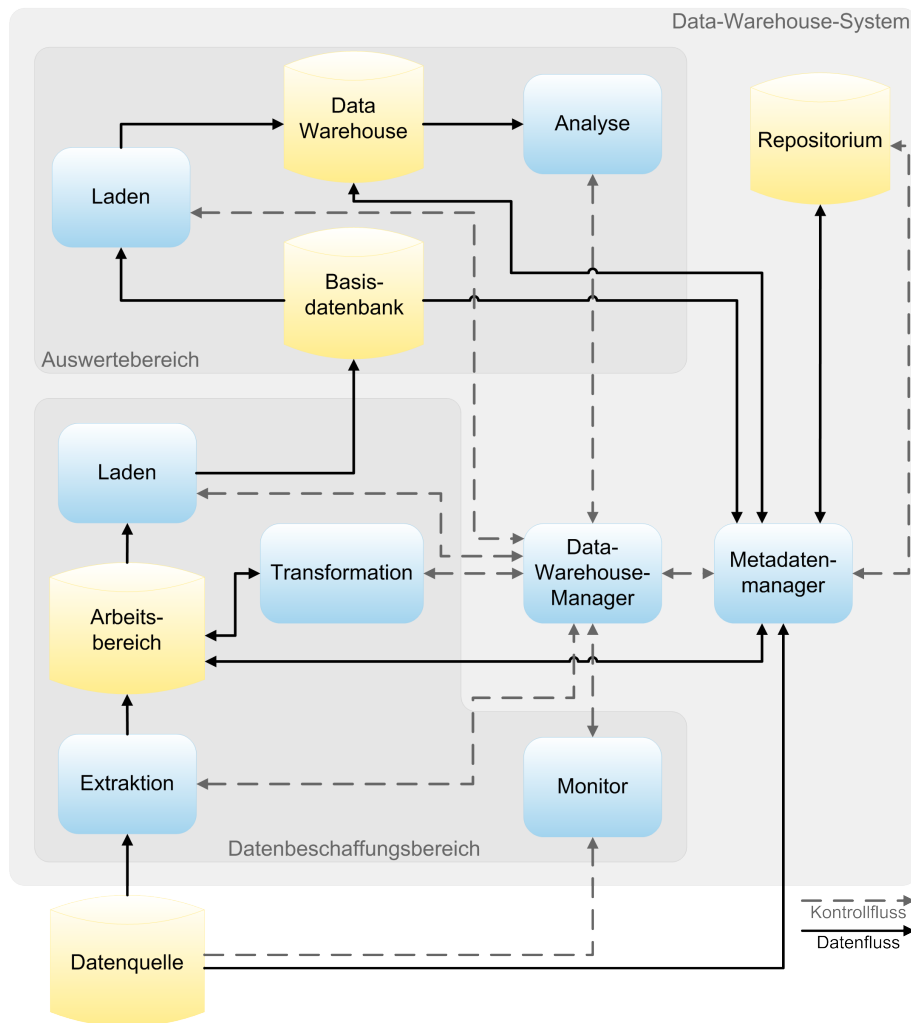 Data-Warehouse-System
Data
Warehouse
Analyse
Repositorium
Laden
Basis-
datenbank
Auswertebereich
Laden
Transformation
Data-
Warehouse-
Manager
Metadaten-
manager
Arbeits-
bereich
Extraktion
Monitor
Datenbeschaffungsbereich
Kontrollfluss
Datenfluss
Datenquelle